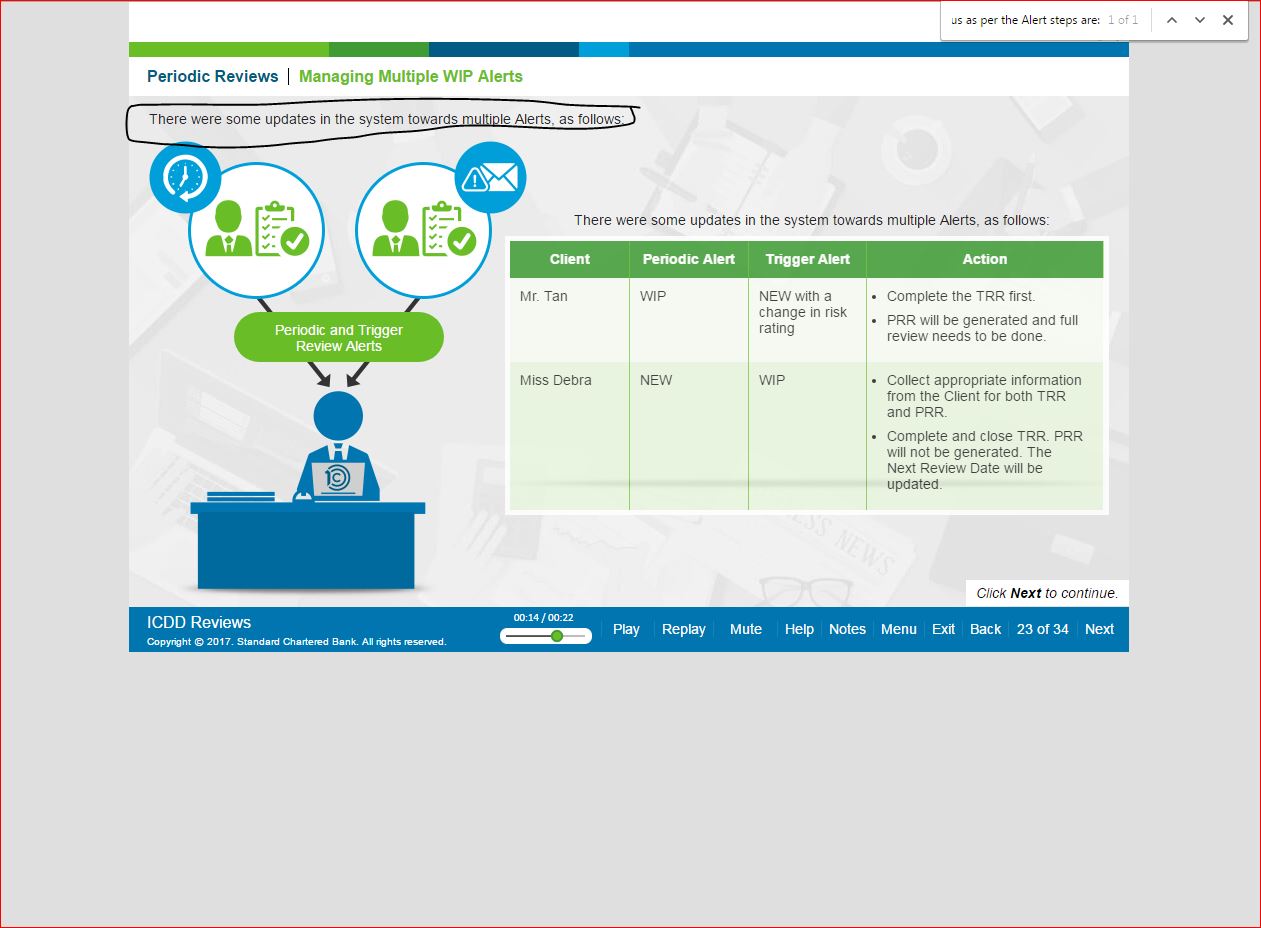 us as per the Alert steps are: 1 of 1
Periodic Reviews | Managing Multiple WIP Alerts
There were some updates in the system towards multiple Alerts, as follows:
Periodic and Trigger
Review Alerts
There were some updates in the system towards multiple Alerts, as follows:
Client Periodic Alert Trigger Alert Action
Mr. Tan WIP NEW with a
change in risk
rating
• Complete the TRR first.
• PRR will be generated and full
review needs to be done.
Miss Debra NEW WIP
• Collect appropriate information
from the Client for both TRR
and PRR.
• Complete and close TRR. PRR
will not be generated. The
Next Review Date will be
updated.
NEWS
Click Next to continue.
ICDD Reviews
Copyright © 2017. Standard Chartered Bank. All rights reserved.
00:14 / 00:22
Play Replay Mute Help Notes Menu Exit Back 23 of 34 Next